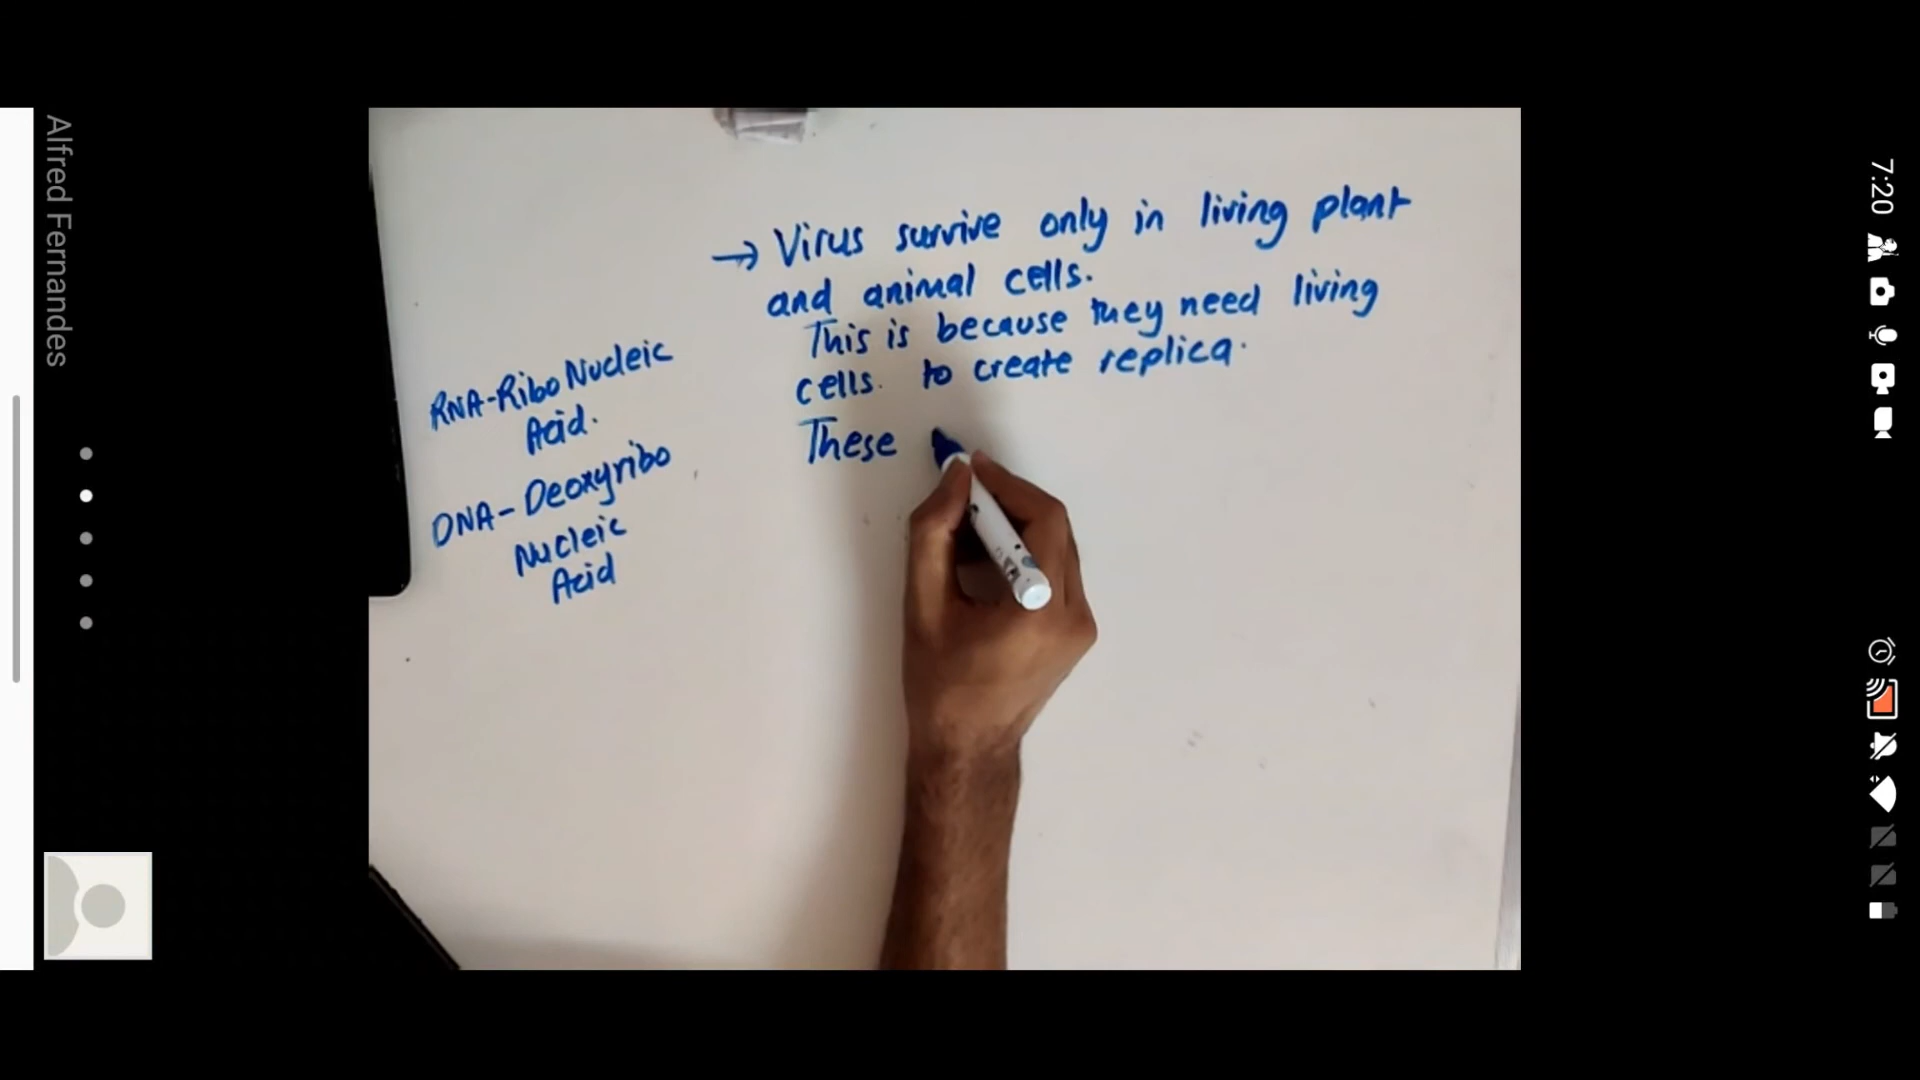 Alfred Fernandes
7:20
RNA-Ribo Nucleic
Acid.
DNA- Deoxyribo
Nucleic
Acid
→ Virus survive only in living plant
and animal cells.
This is because they need living
cells. to create replica.
These